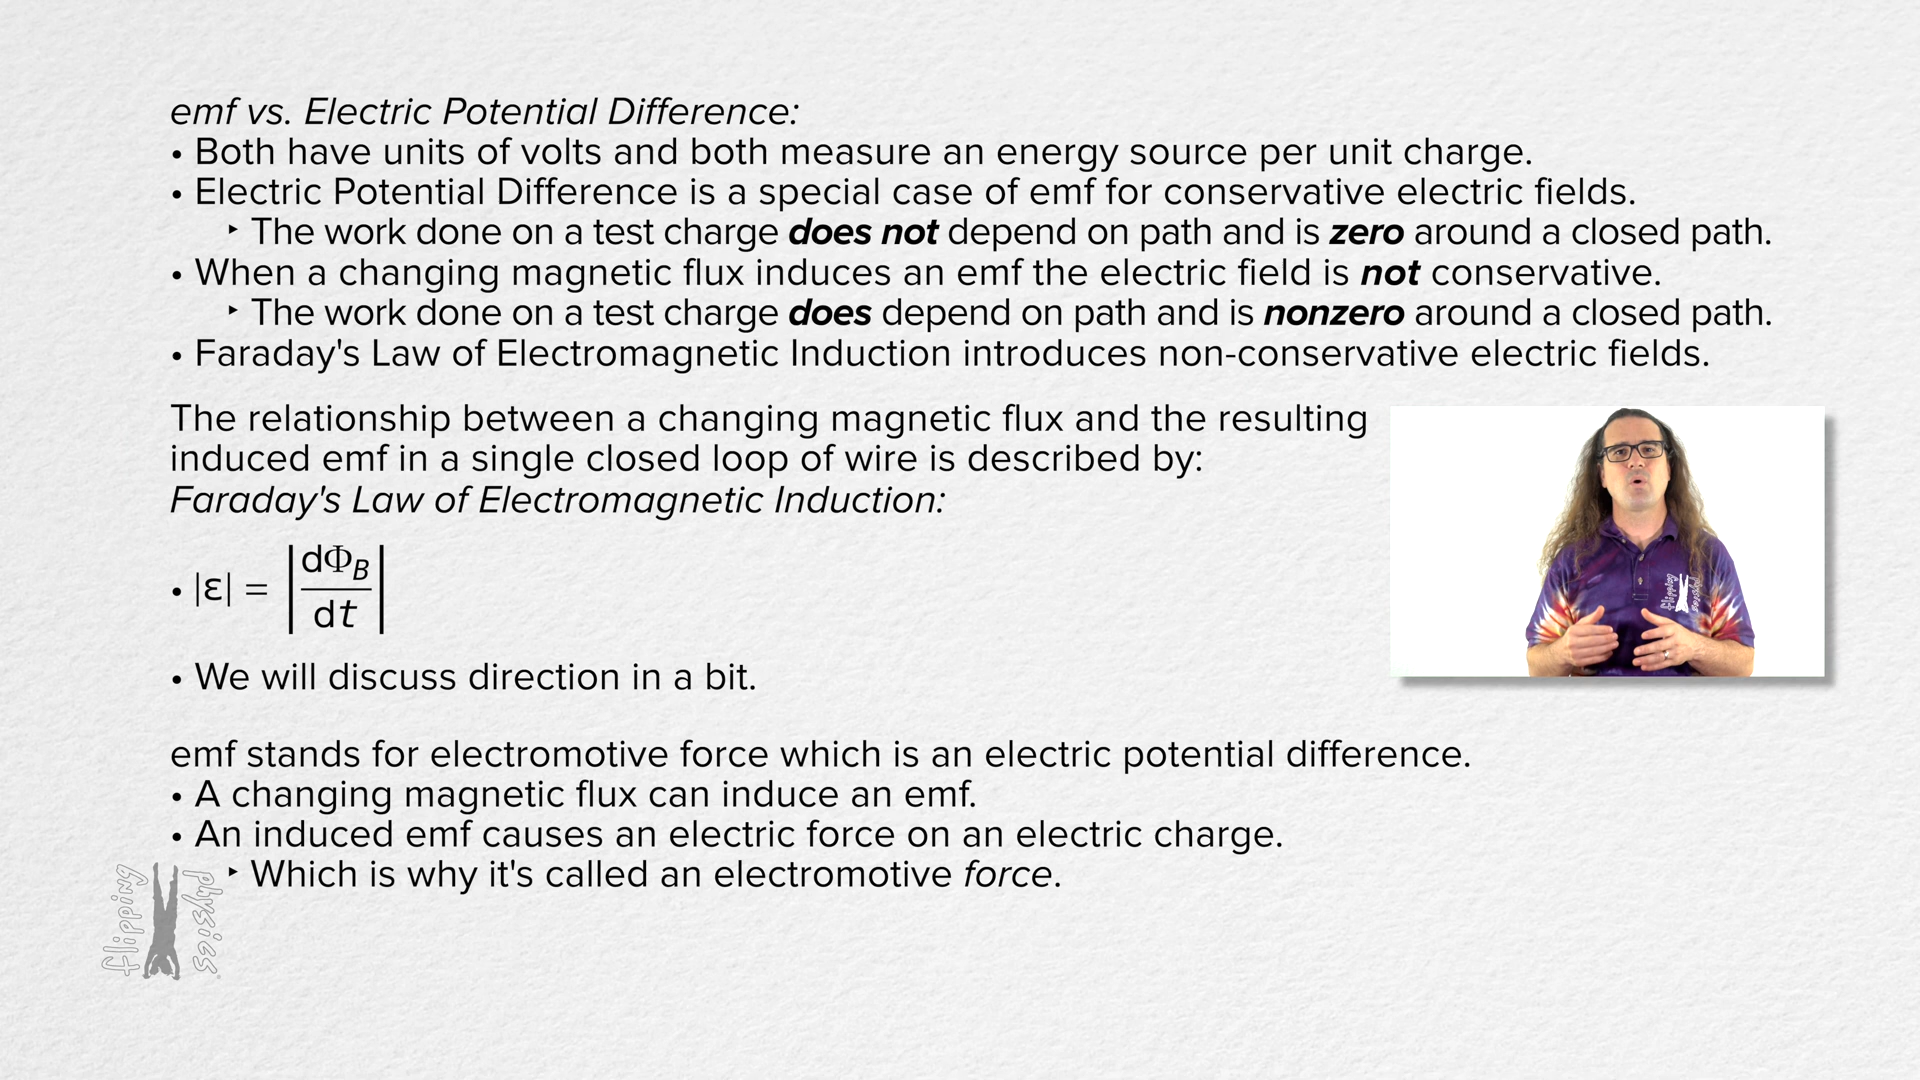 emf vs. Electric Potential Difference:
• Both have units of volts and both measure an energy source per unit charge.
• Electric Potential Difference is a special case of emf for conservative electric fields.
‣ The work done on a test charge does not depend on path and is zero around a closed path.
• When a changing magnetic flux induces an emf the electric field is not conservative.
‣ The work done on a test charge does depend on path and is nonzero around a closed path.
• Faraday's Law of Electromagnetic Induction introduces non-conservative electric fields.
The relationship between a changing magnetic flux and the resulting
induced emf in a single closed loop of wire is described by:
Faraday's Law of Electromagnetic Induction:
• |ε| = |dΦ_B/dt|
• We will discuss direction in a bit.
emf stands for electromotive force which is an electric potential difference.
• A changing magnetic flux can induce an emf.
• An induced emf causes an electric force on an electric charge.
‣ Which is why it's called an electromotive force.
flipping physics
flipping physics